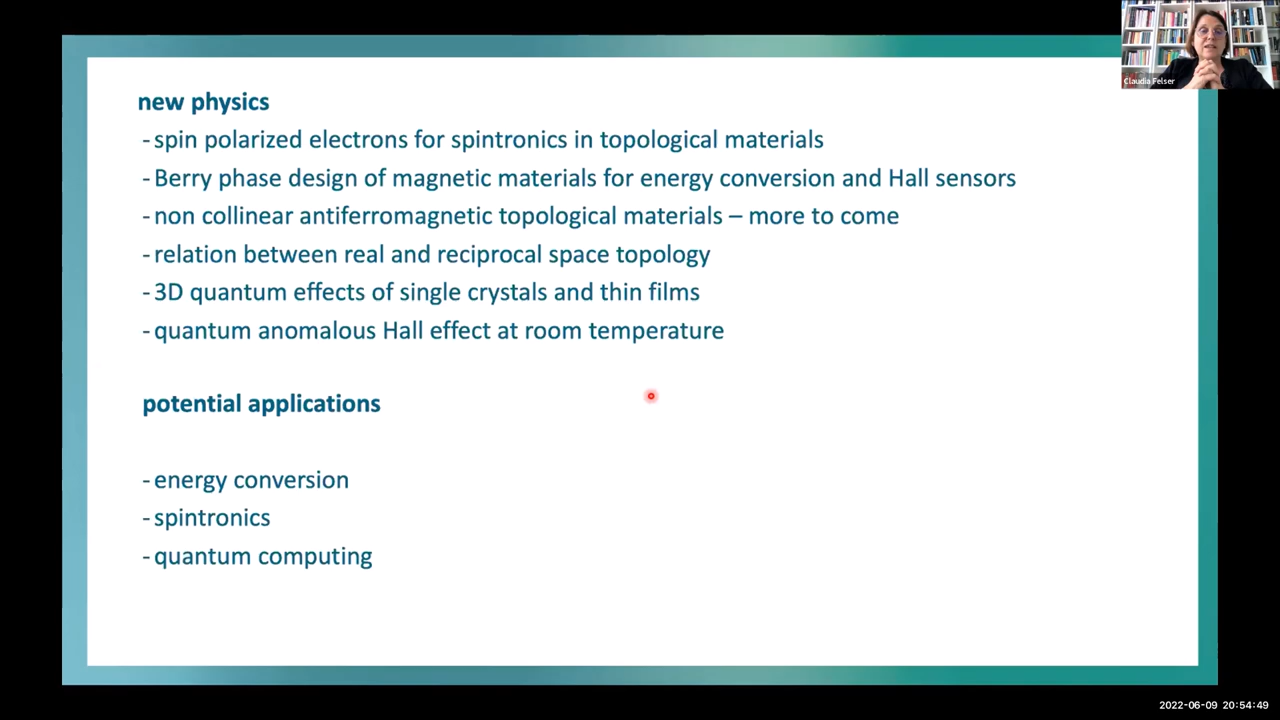 Claudia Felser
new physics
- spin polarized electrons for spintronics in topological materials
- Berry phase design of magnetic materials for energy conversion and Hall sensors
- non collinear antiferromagnetic topological materials – more to come
- relation between real and reciprocal space topology
- 3D quantum effects of single crystals and thin films
- quantum anomalous Hall effect at room temperature
potential applications
- energy conversion
- spintronics
- quantum computing
2022-06-09 20:54:49